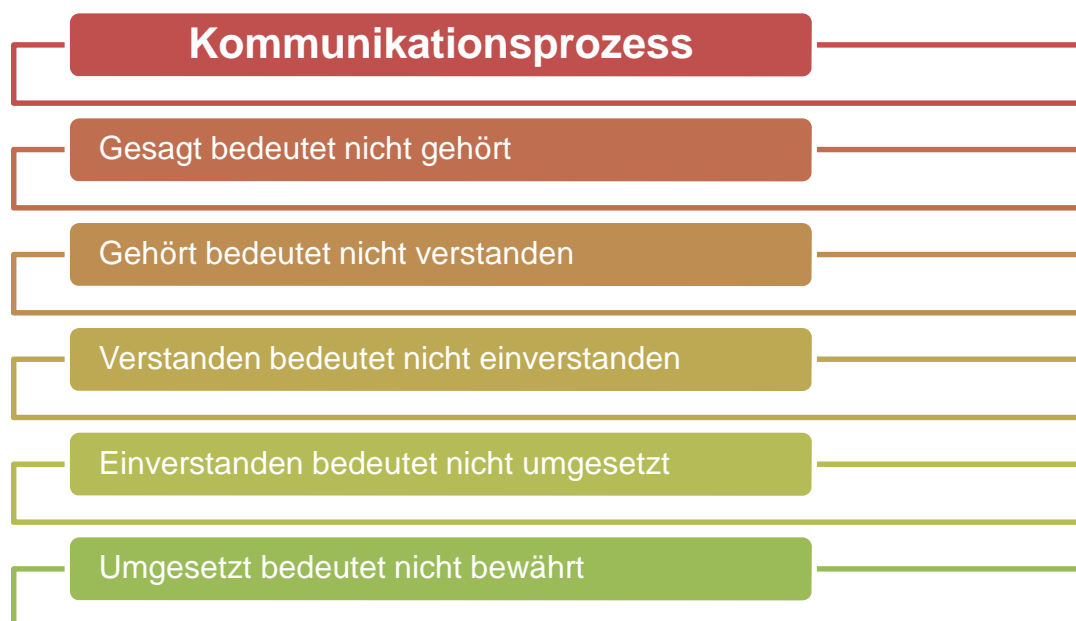 Kommunikationsprozess
Gesagt bedeutet nicht gehört
Gehört bedeutet nicht verstanden
Verstanden bedeutet nicht einverstanden
Einverstanden bedeutet nicht umgesetzt
Umgesetzt bedeutet nicht bewährt